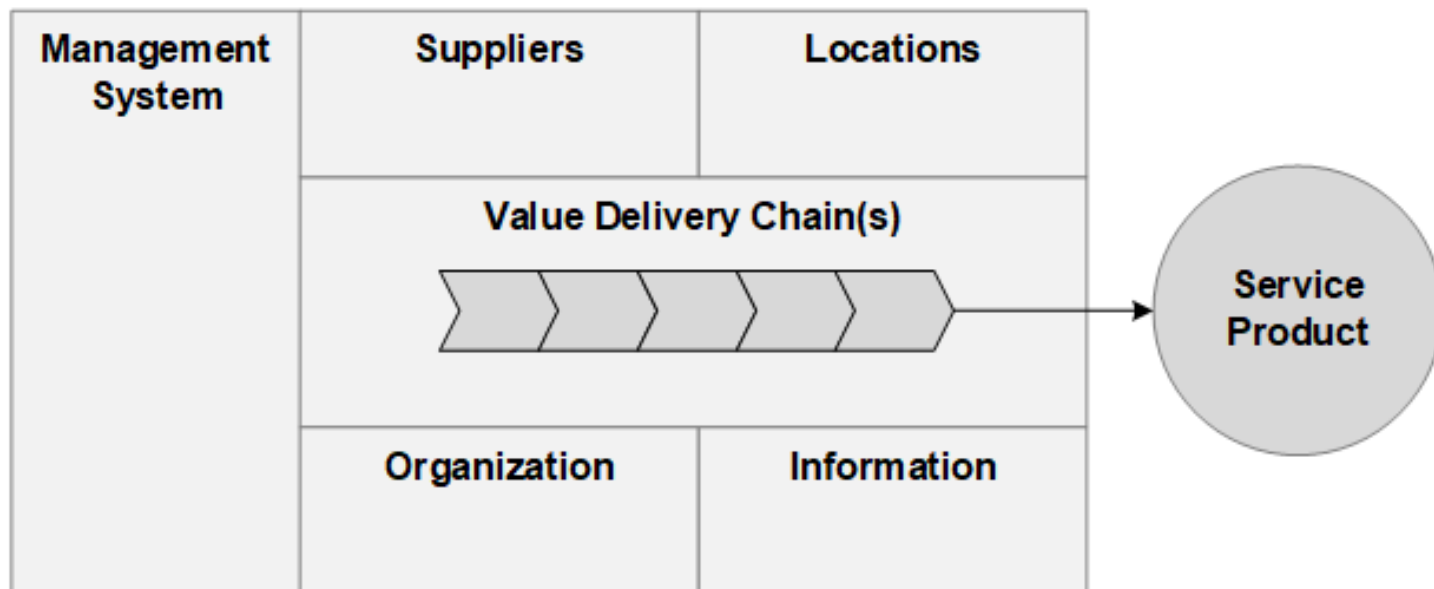 Management
System
Suppliers
Locations
Value Delivery Chain(s)
Service
Product
Organization
Information